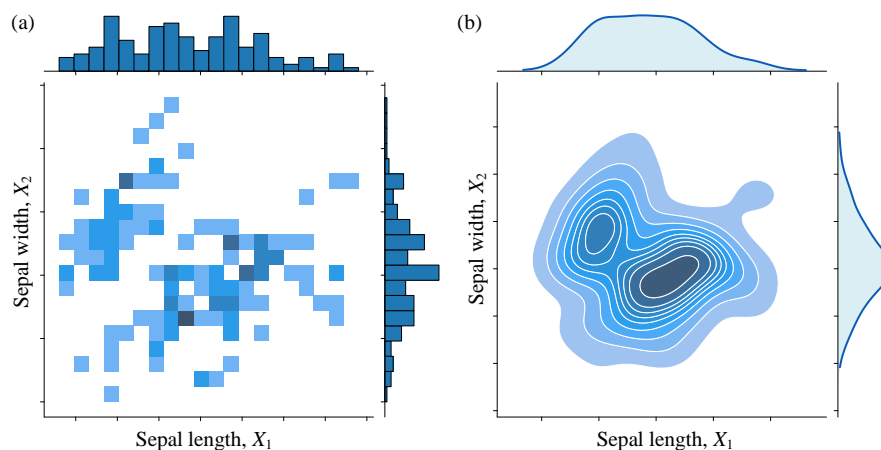 (a)
Sepal width, X₂
Sepal length, X₁
(b)
Sepal width, X₂
Sepal length, X₁